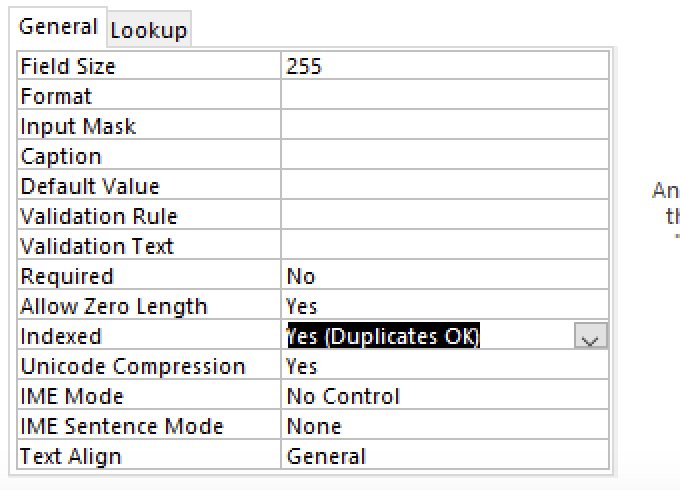 General Lookup
Field Size 255
Format
Input Mask
Caption
Default Value
Validation Rule
Validation Text
Required No
Allow Zero Length Yes
Indexed Yes (Duplicates OK)
Unicode Compression Yes
IME Mode No Control
IME Sentence Mode None
Text Align General
An